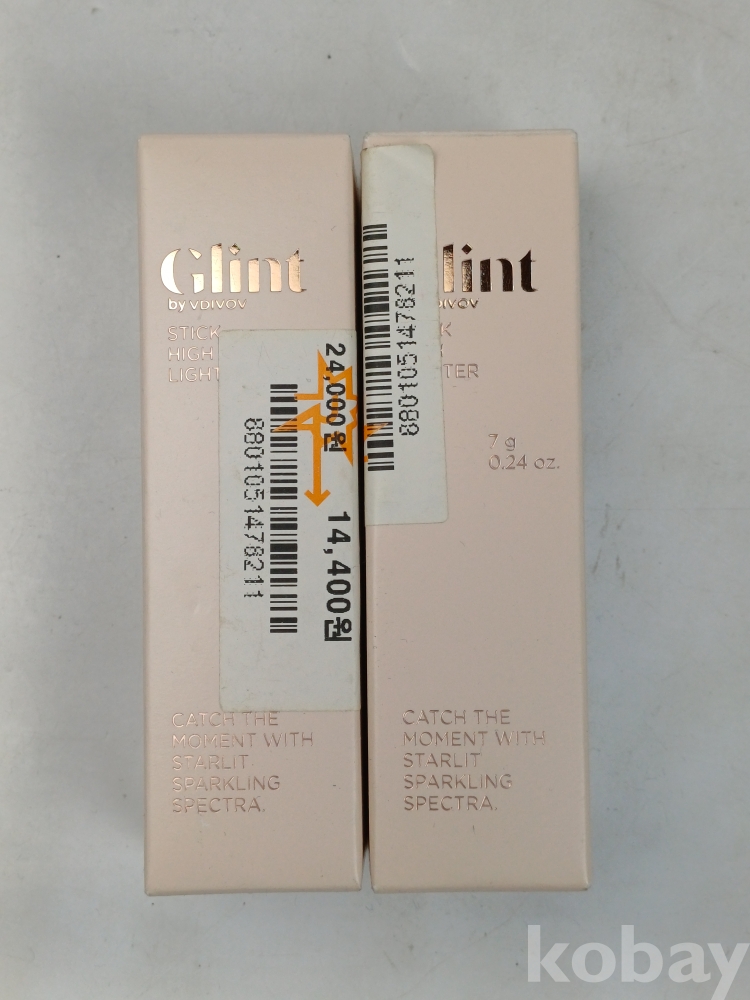 Glint
by VDIVOV
STICK
HIGH
LIGHT
24,000원
14,400원
8801051478211
CATCH THE
MOMENT WITH
STARLIT
SPARKLING
SPECTRA.
8801051478211
lint
DIVOV
K
TER
7 g
0.24 oz.
CATCH THE
MOMENT WITH
STARLIT
SPARKLING
SPECTRA.
kobay